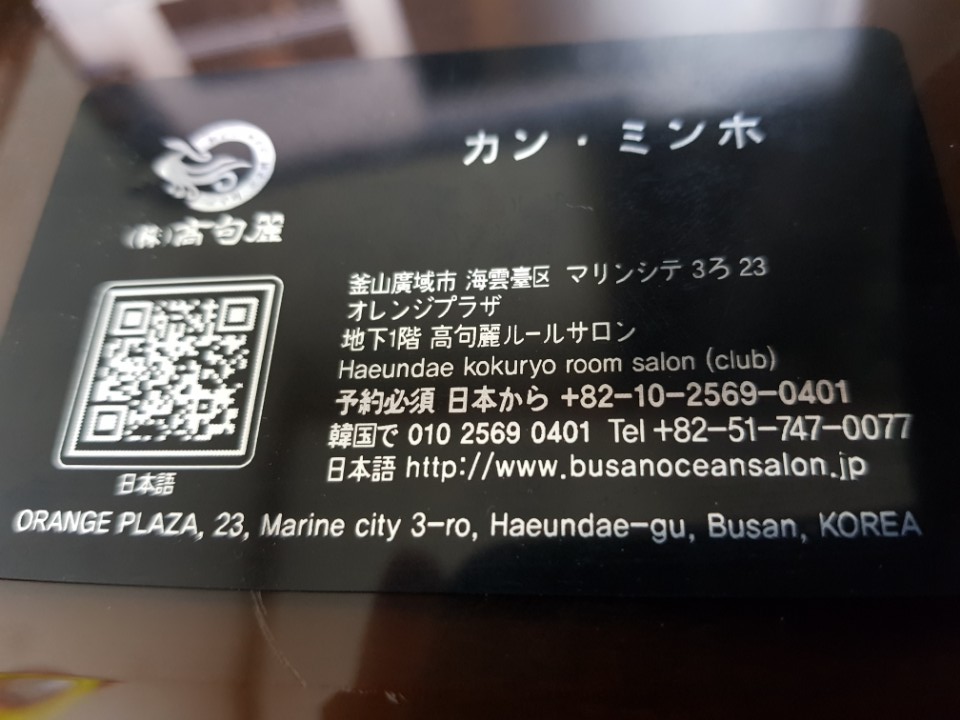 カン・ミンホ
(株)高句麗
釜山廣域市 海雲臺区 マリンシテ 3ろ 23
オレンジプラザ
地下1階 高句麗ルールサロン
Haeundae kokuryo room salon (club)
予約必須 日本から +82-10-2569-0401
韓国で 010 2569 0401 Tel +82-51-747-0077
日本語 http://www.busanoceansalon.jp
日本語
ORANGE PLAZA, 23, Marine city 3-ro, Haeundae-gu, Busan, KOREA